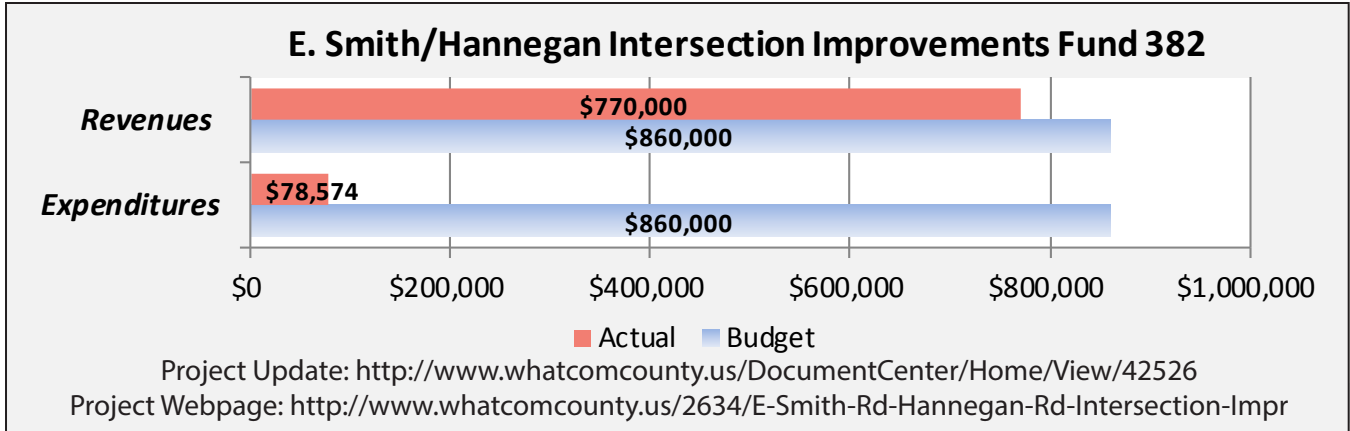 E. Smith/Hannegan Intersection Improvements Fund 382
Revenues
$770,000
$860,000
Expenditures
$78,574
$860,000
$0 $200,000 $400,000 $600,000 $800,000 $1,000,000
Actual Budget
Project Update: http://www.whatcomcounty.us/DocumentCenter/Home/View/42526
Project Webpage: http://www.whatcomcounty.us/2634/E-Smith-Rd-Hannegan-Rd-Intersection-Impr